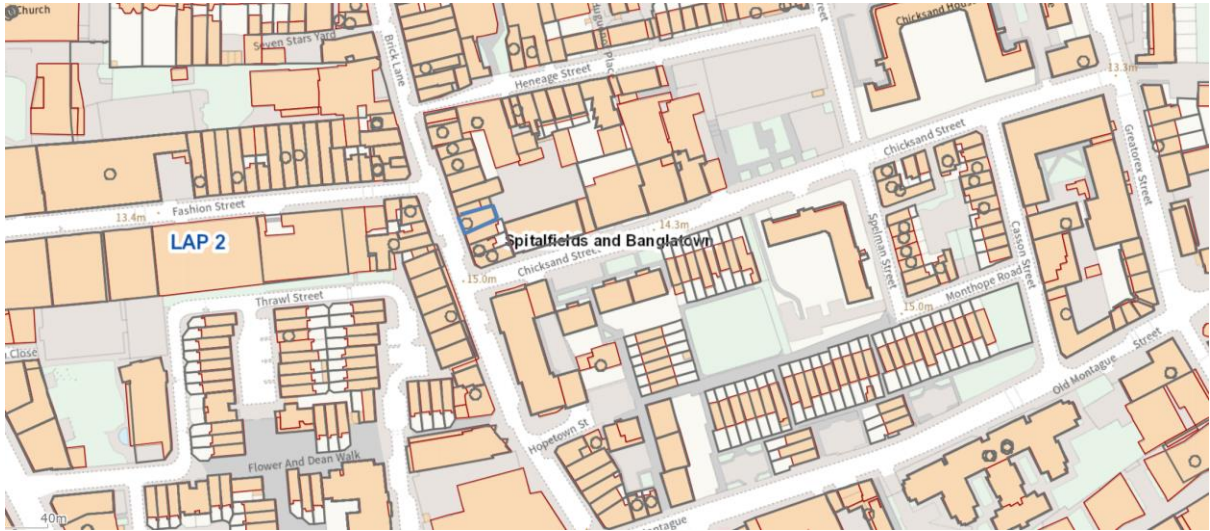 Church
Seven Stars Yard
Brick Lane
Heneage Street
Street
Chicksand House
13.3m
Chicksand Street
Greatorex Street
Fashion Street
13.4m
LAP 2
14.3m
Spitalfields and Banglatown
Chicksand Street
15.0m
Spelman Street
Casson Street
Monthope Road
15.0m
Thrawl Street
Close
Old Montague Street
Hopetown St
Flower And Dean Walk
40m
Montague